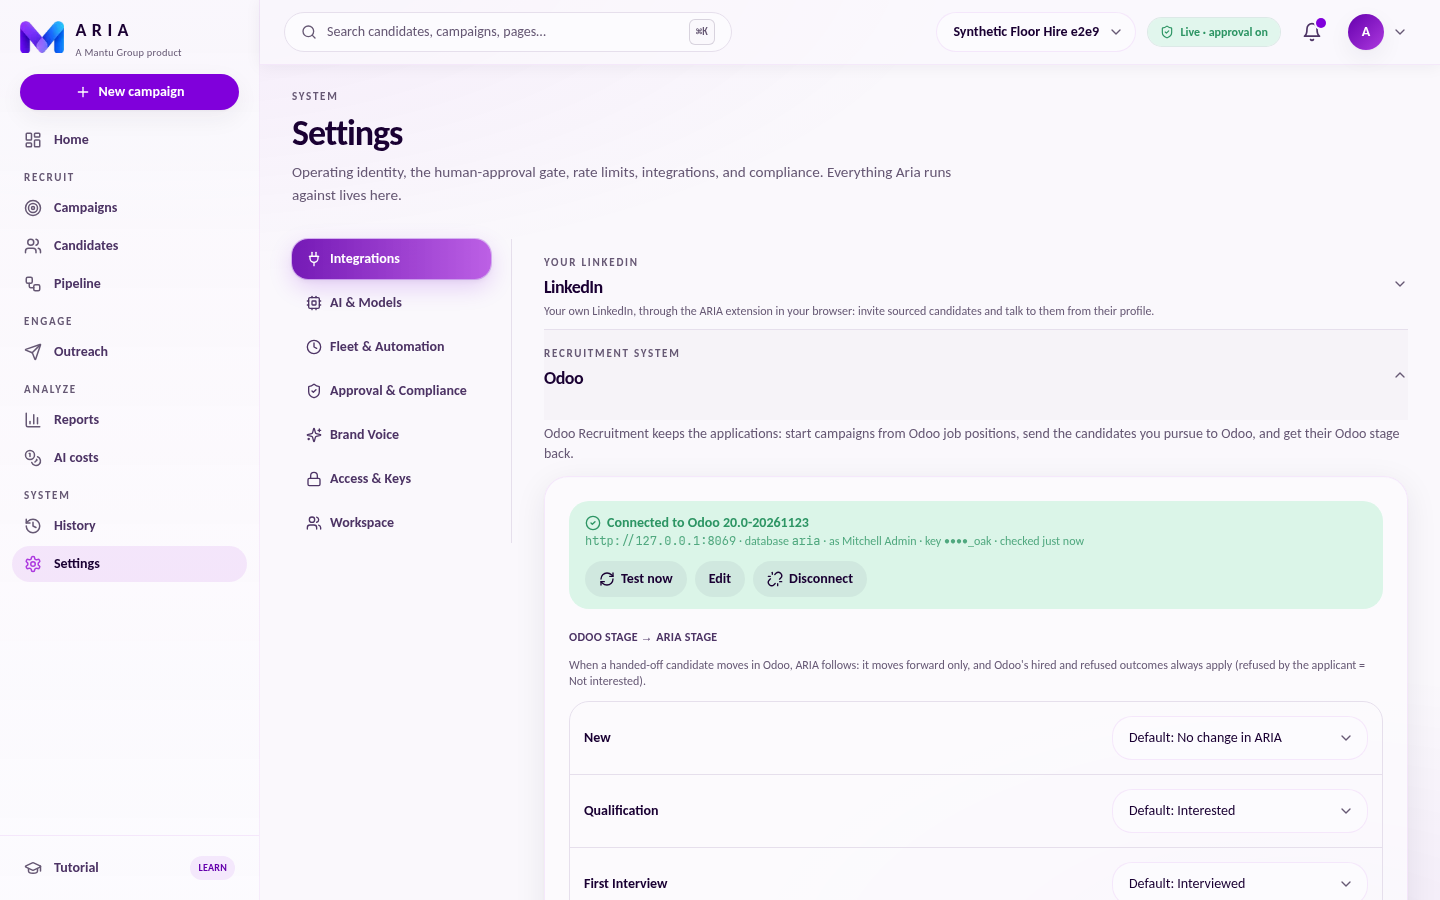 ARIA
A Mantu Group product
New campaign
Home
RECRUIT
Campaigns
Candidates
Pipeline
ENGAGE
Outreach
ANALYZE
Reports
AI costs
SYSTEM
History
Settings
Tutorial
LEARN
Search candidates, campaigns, pages...
⌘K
Synthetic Floor Hire e2e9
Live · approval on
A
SYSTEM
Settings
Operating identity, the human-approval gate, rate limits, integrations, and compliance. Everything Aria runs
against lives here.
Integrations
AI & Models
Fleet & Automation
Approval & Compliance
Brand Voice
Access & Keys
Workspace
YOUR LINKEDIN
LinkedIn
Your own LinkedIn, through the ARIA extension in your browser: invite sourced candidates and talk to them from their profile.
RECRUITMENT SYSTEM
Odoo
Odoo Recruitment keeps the applications: start campaigns from Odoo job positions, send the candidates you pursue to Odoo, and get their Odoo stage
back.
Connected to Odoo 20.0-20261123
http://127.0.0.1:8069 · database aria · as Mitchell Admin · key ••••_oak · checked just now
Test now
Edit
Disconnect
ODOO STAGE → ARIA STAGE
When a handed-off candidate moves in Odoo, ARIA follows: it moves forward only, and Odoo's hired and refused outcomes always apply (refused by the applicant =
Not interested).
New
Default: No change in ARIA
Qualification
Default: Interested
First Interview
Default: Interviewed